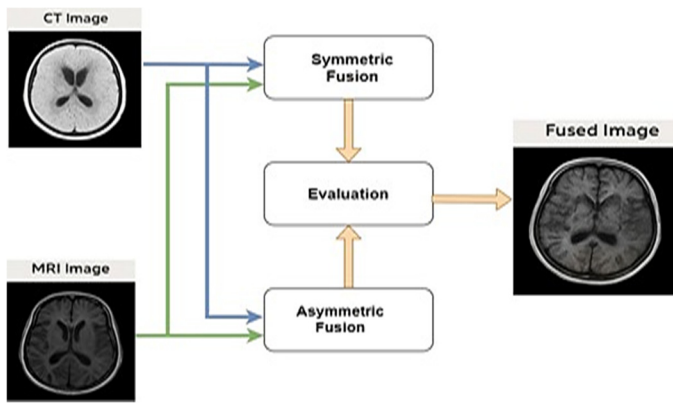 CT Image
Symmetric
Fusion
Fused Image
Evaluation
MRI Image
Asymmetric
Fusion